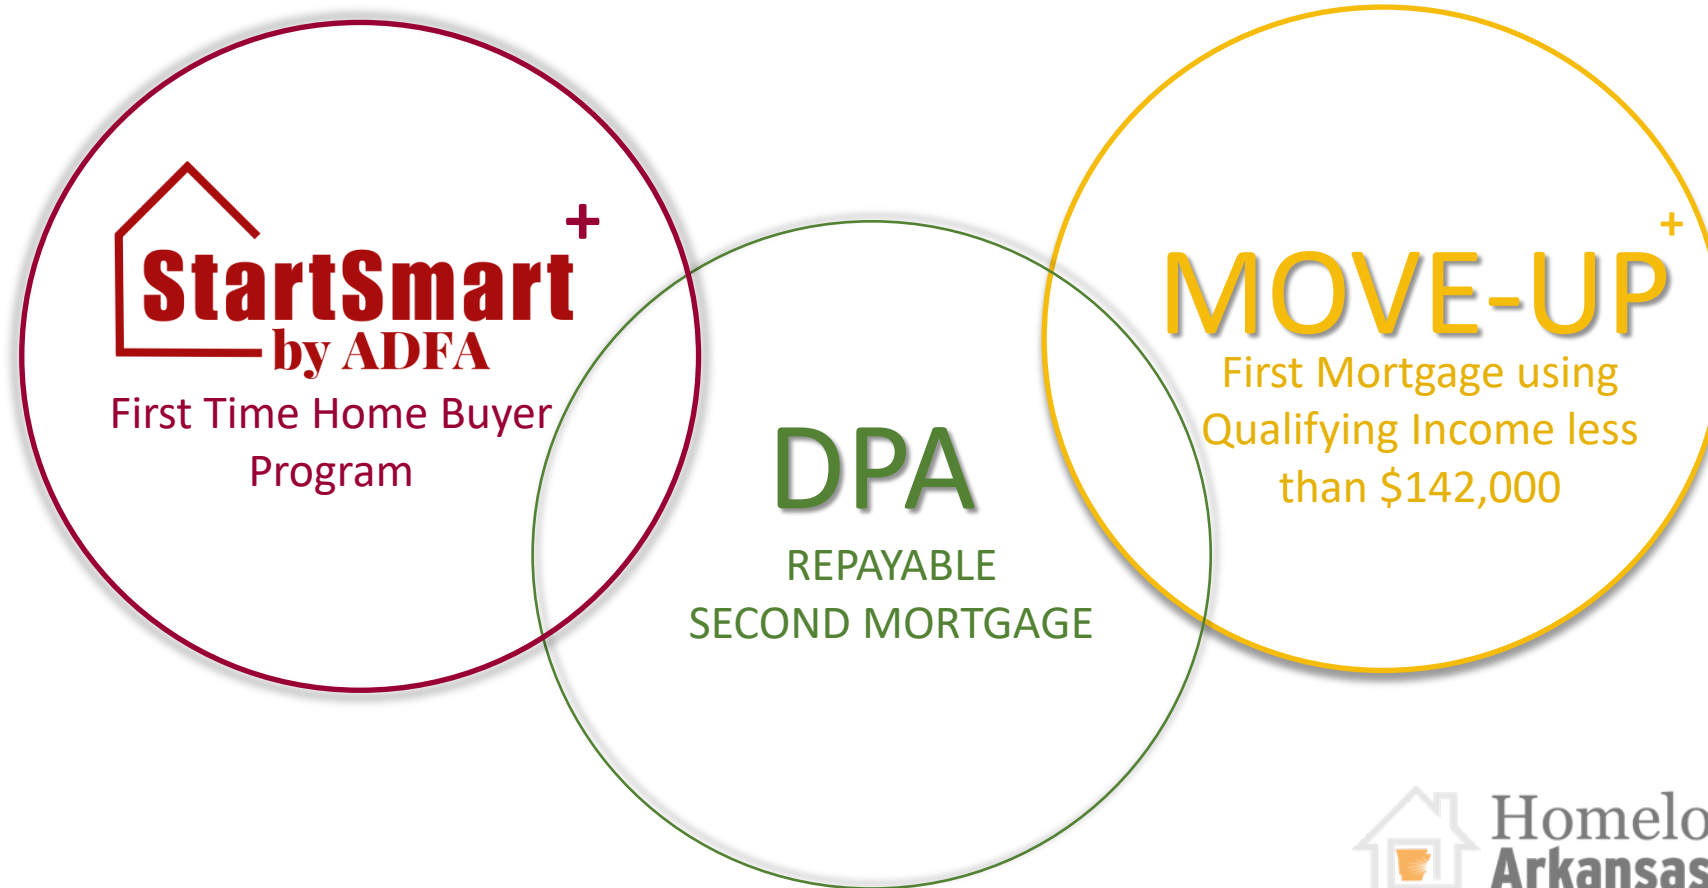 StartSmart+
by ADFA
First Time Home Buyer
Program
DPA
REPAYABLE
SECOND MORTGAGE
MOVE-UP+
First Mortgage using
Qualifying Income less
than $142,000
Homelo
Arkansas